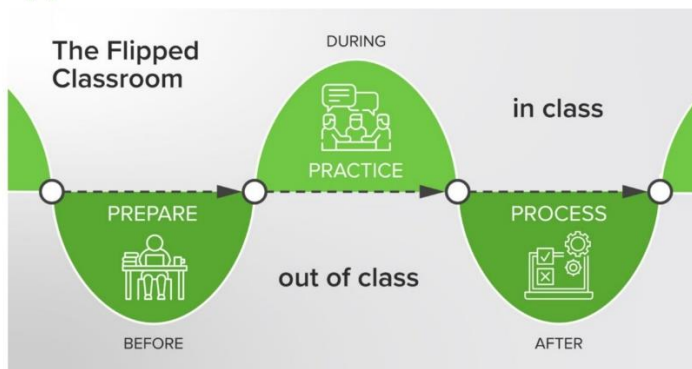 The Flipped
Classroom
DURING
in class
PRACTICE
PREPARE
PROCESS
out of class
BEFORE
AFTER